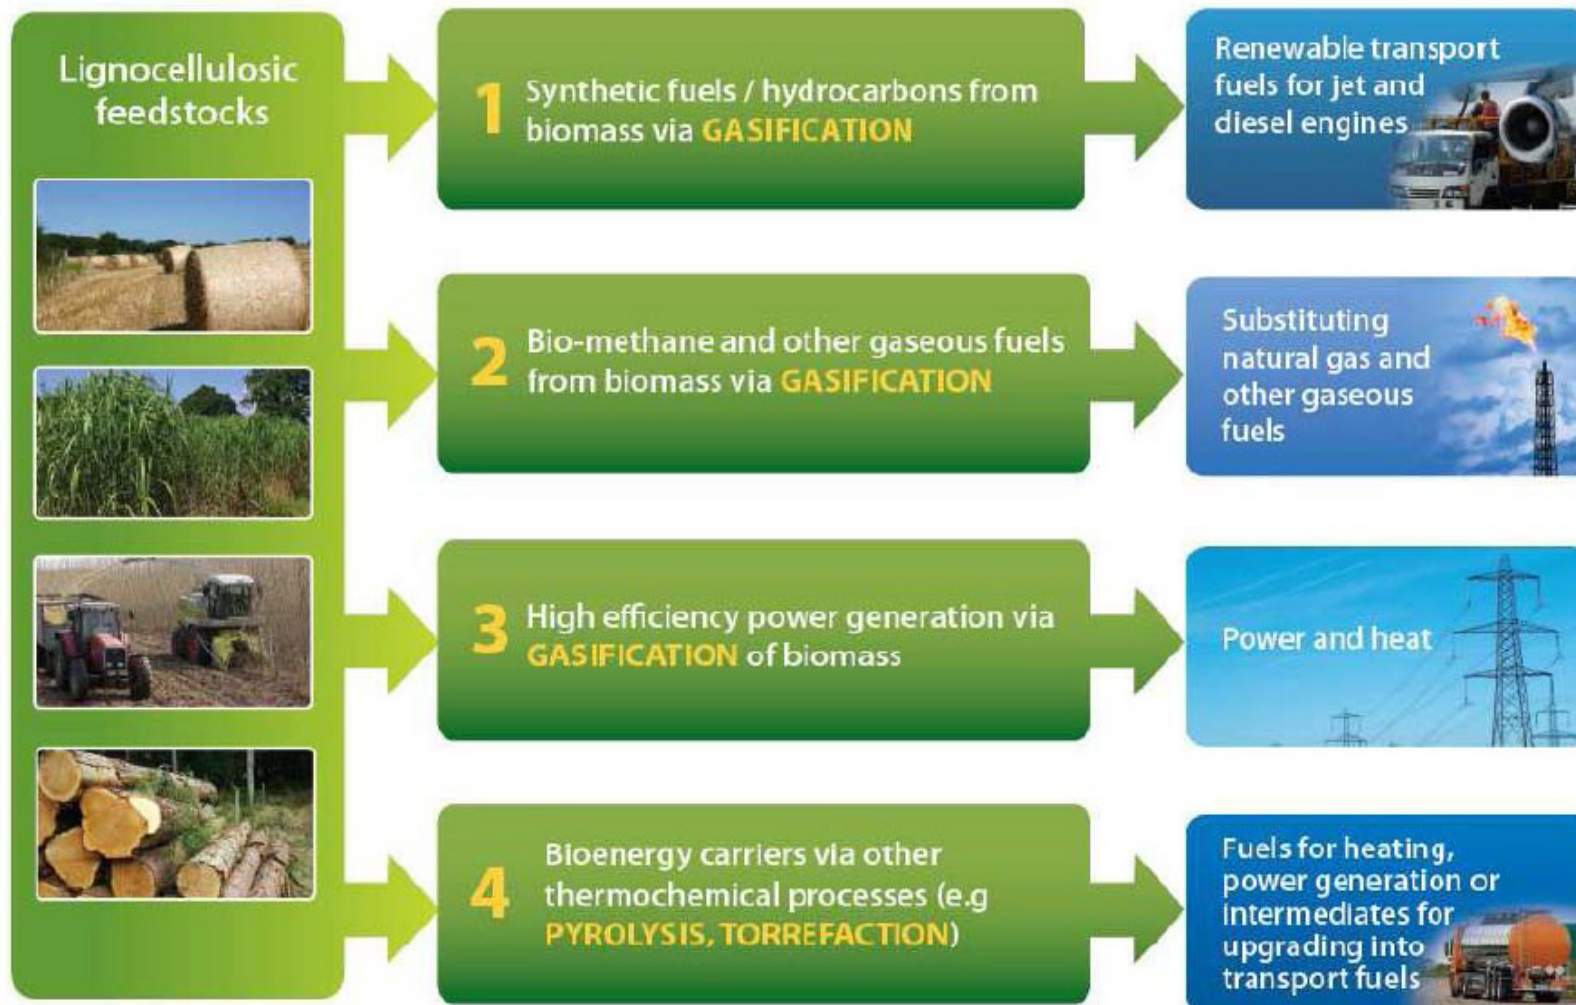 Lignocellulosic
feedstocks
1 Synthetic fuels / hydrocarbons from
biomass via GASIFICATION
Renewable transport
fuels for jet and
diesel engines
2 Bio-methane and other gaseous fuels
from biomass via GASIFICATION
Substituting
natural gas and
other gaseous
fuels
3 High efficiency power generation via
GASIFICATION of biomass
Power and heat
4 Bioenergy carriers via other
thermochemical processes (e.g
PYROLYSIS, TORREFACTION)
Fuels for heating,
power generation or
intermediates for
upgrading into
transport fuels